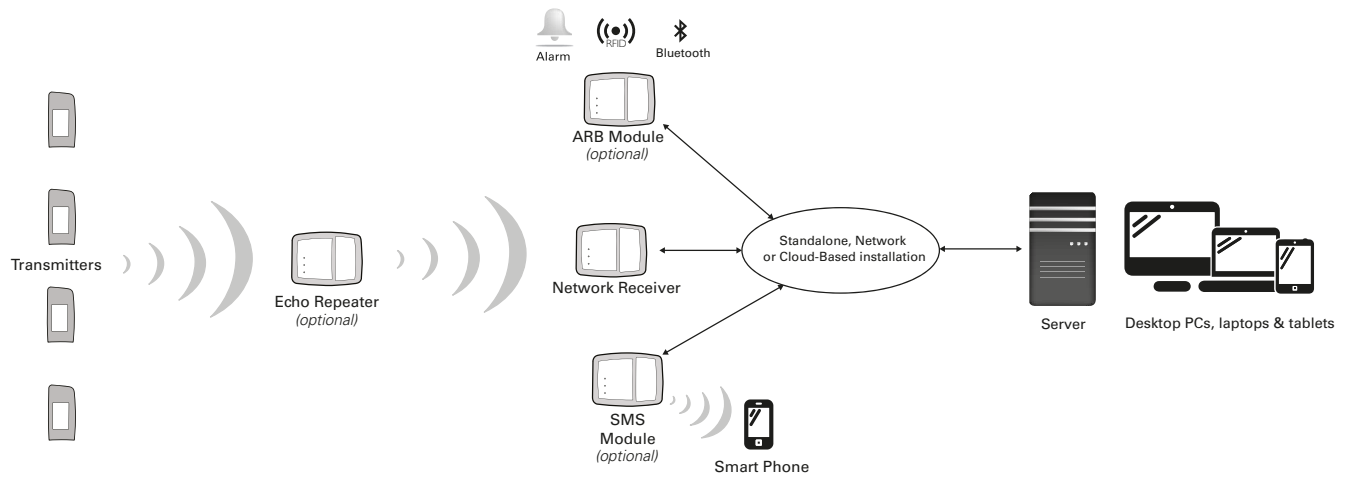 Alarm
RFID
Bluetooth
ARB Module
(optional)
Transmitters
Echo Repeater
(optional)
Network Receiver
Standalone, Network
or Cloud-Based installation
Server
Desktop PCs, laptops & tablets
SMS
Module
(optional)
Smart Phone